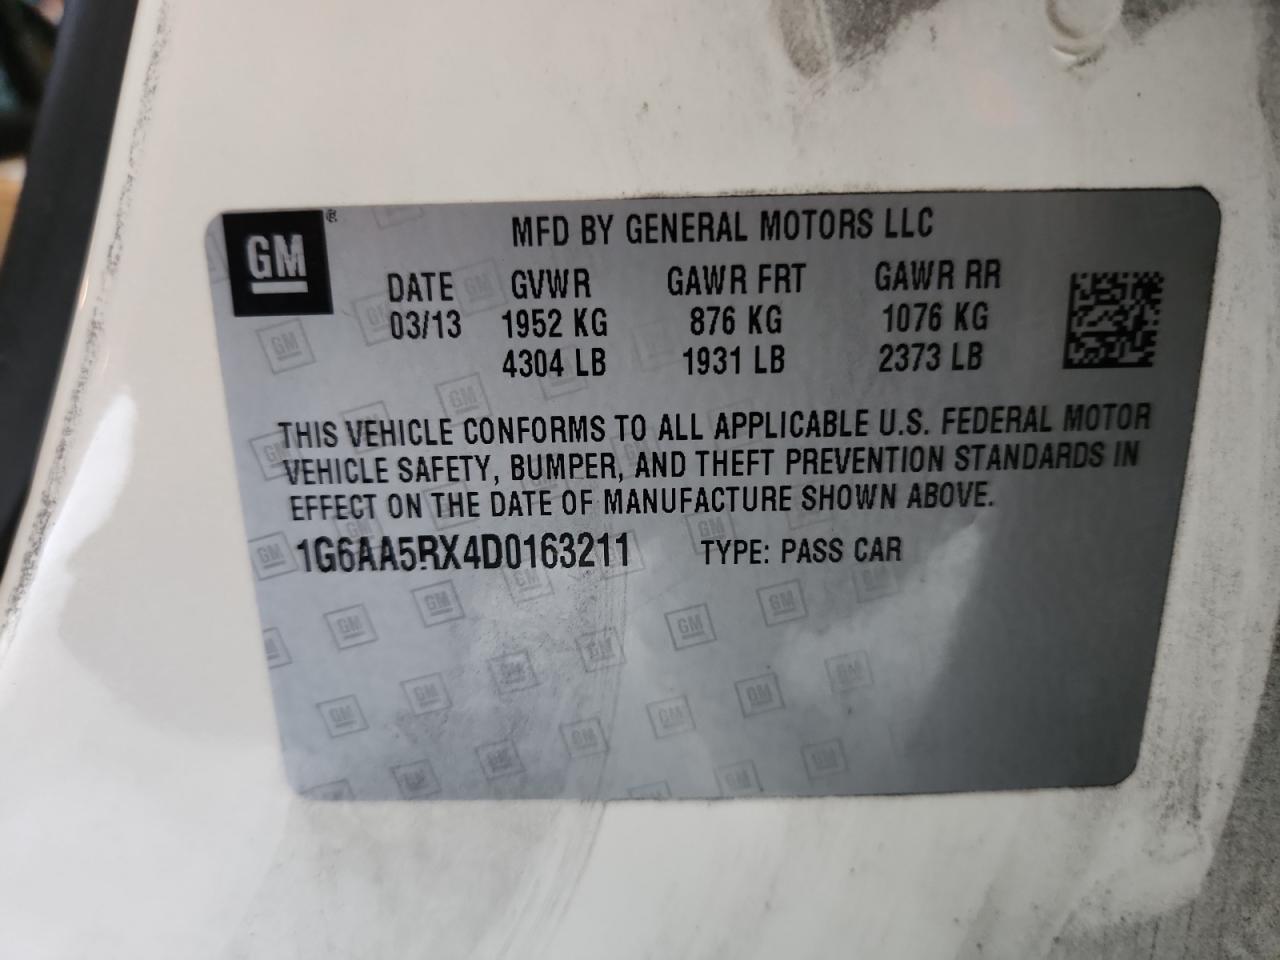 GM
MFD BY GENERAL MOTORS LLC
DATE GVWR GAWR FRT GAWR RR
03/13 1952 KG 876 KG 1076 KG
4304 LB 1931 LB 2373 LB
THIS VEHICLE CONFORMS TO ALL APPLICABLE U.S. FEDERAL MOTOR
VEHICLE SAFETY, BUMPER, AND THEFT PREVENTION STANDARDS IN
EFFECT ON THE DATE OF MANUFACTURE SHOWN ABOVE.
1G6AA5RX4D0163211 TYPE: PASS CAR